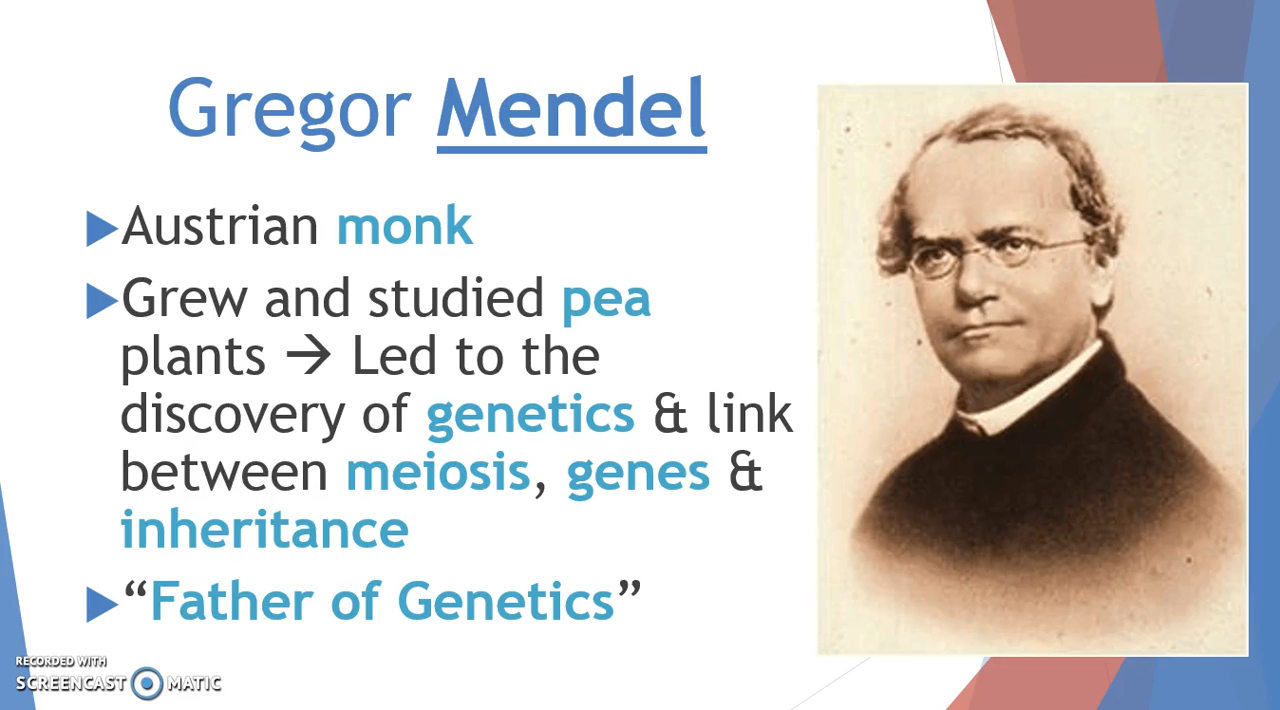 Gregor Mendel
▶Austrian monk
▶Grew and studied pea
plants → Led to the
discovery of genetics & link
between meiosis, genes &
inheritance
▶“Father of Genetics”
RECORDED WITH
SCREENCAST MATIC